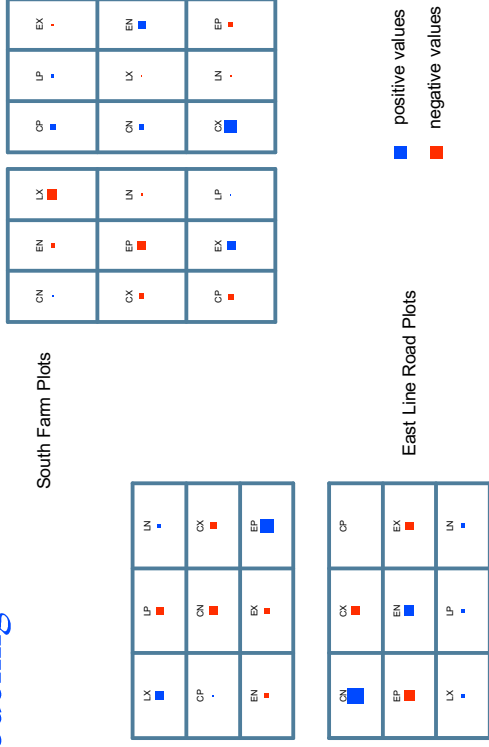 South Farm Plots
CN EN LX
CX EP LN
CP EX LP
CP LP EX
CN LX EN
CX LN EP
LX LP LN
CP CN CX
EN EX EP
CN CX CP
EP EN EX
LX LP LN
East Line Road Plots
positive values
negative values